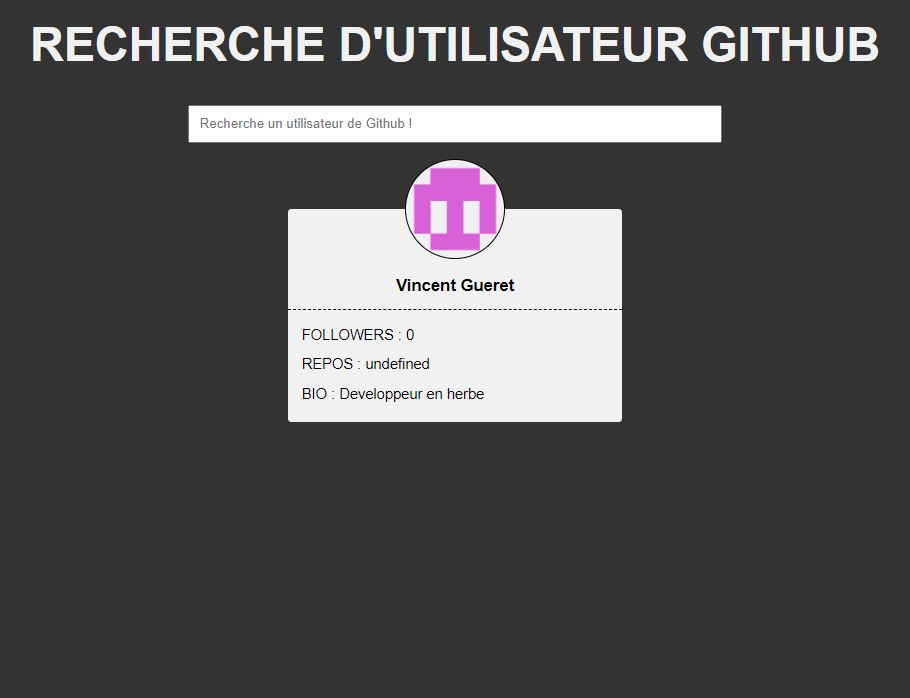 RECHERCHE D'UTILISATEUR GITHUB
Recherche un utilisateur de Github !
Vincent Gueret
FOLLOWERS : 0
REPOS : undefined
BIO : Developpeur en herbe